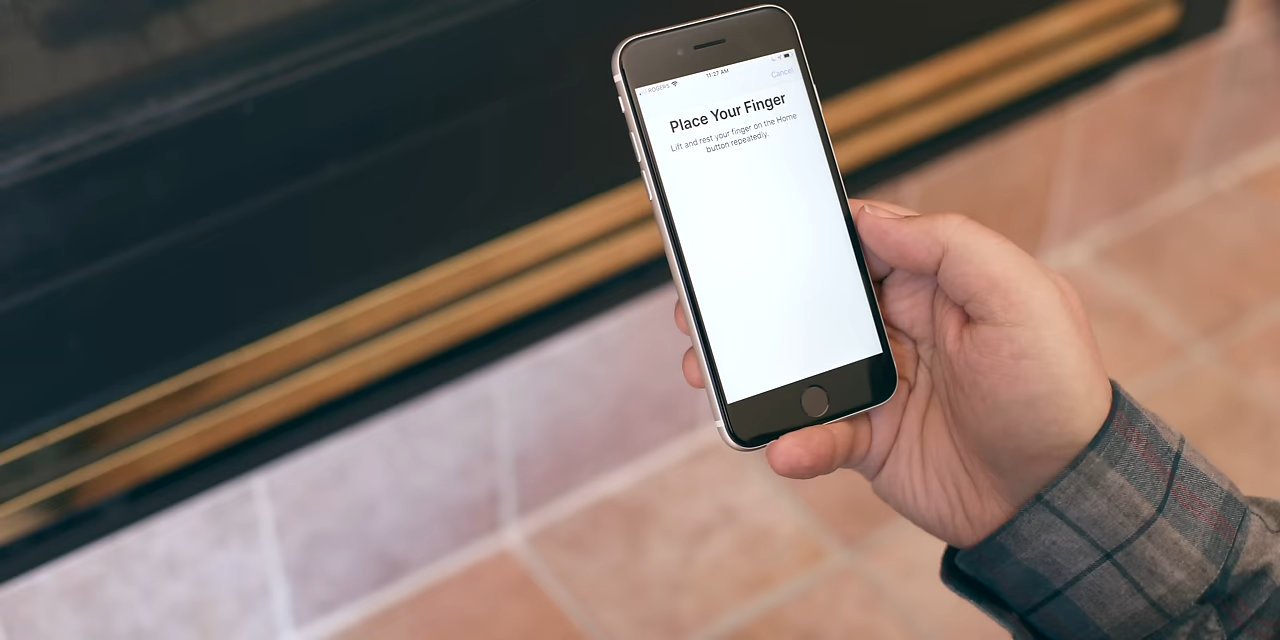 ROGERS 11:27 AM
Cancel
Place Your Finger
Lift and rest your finger on the Home
button repeatedly.